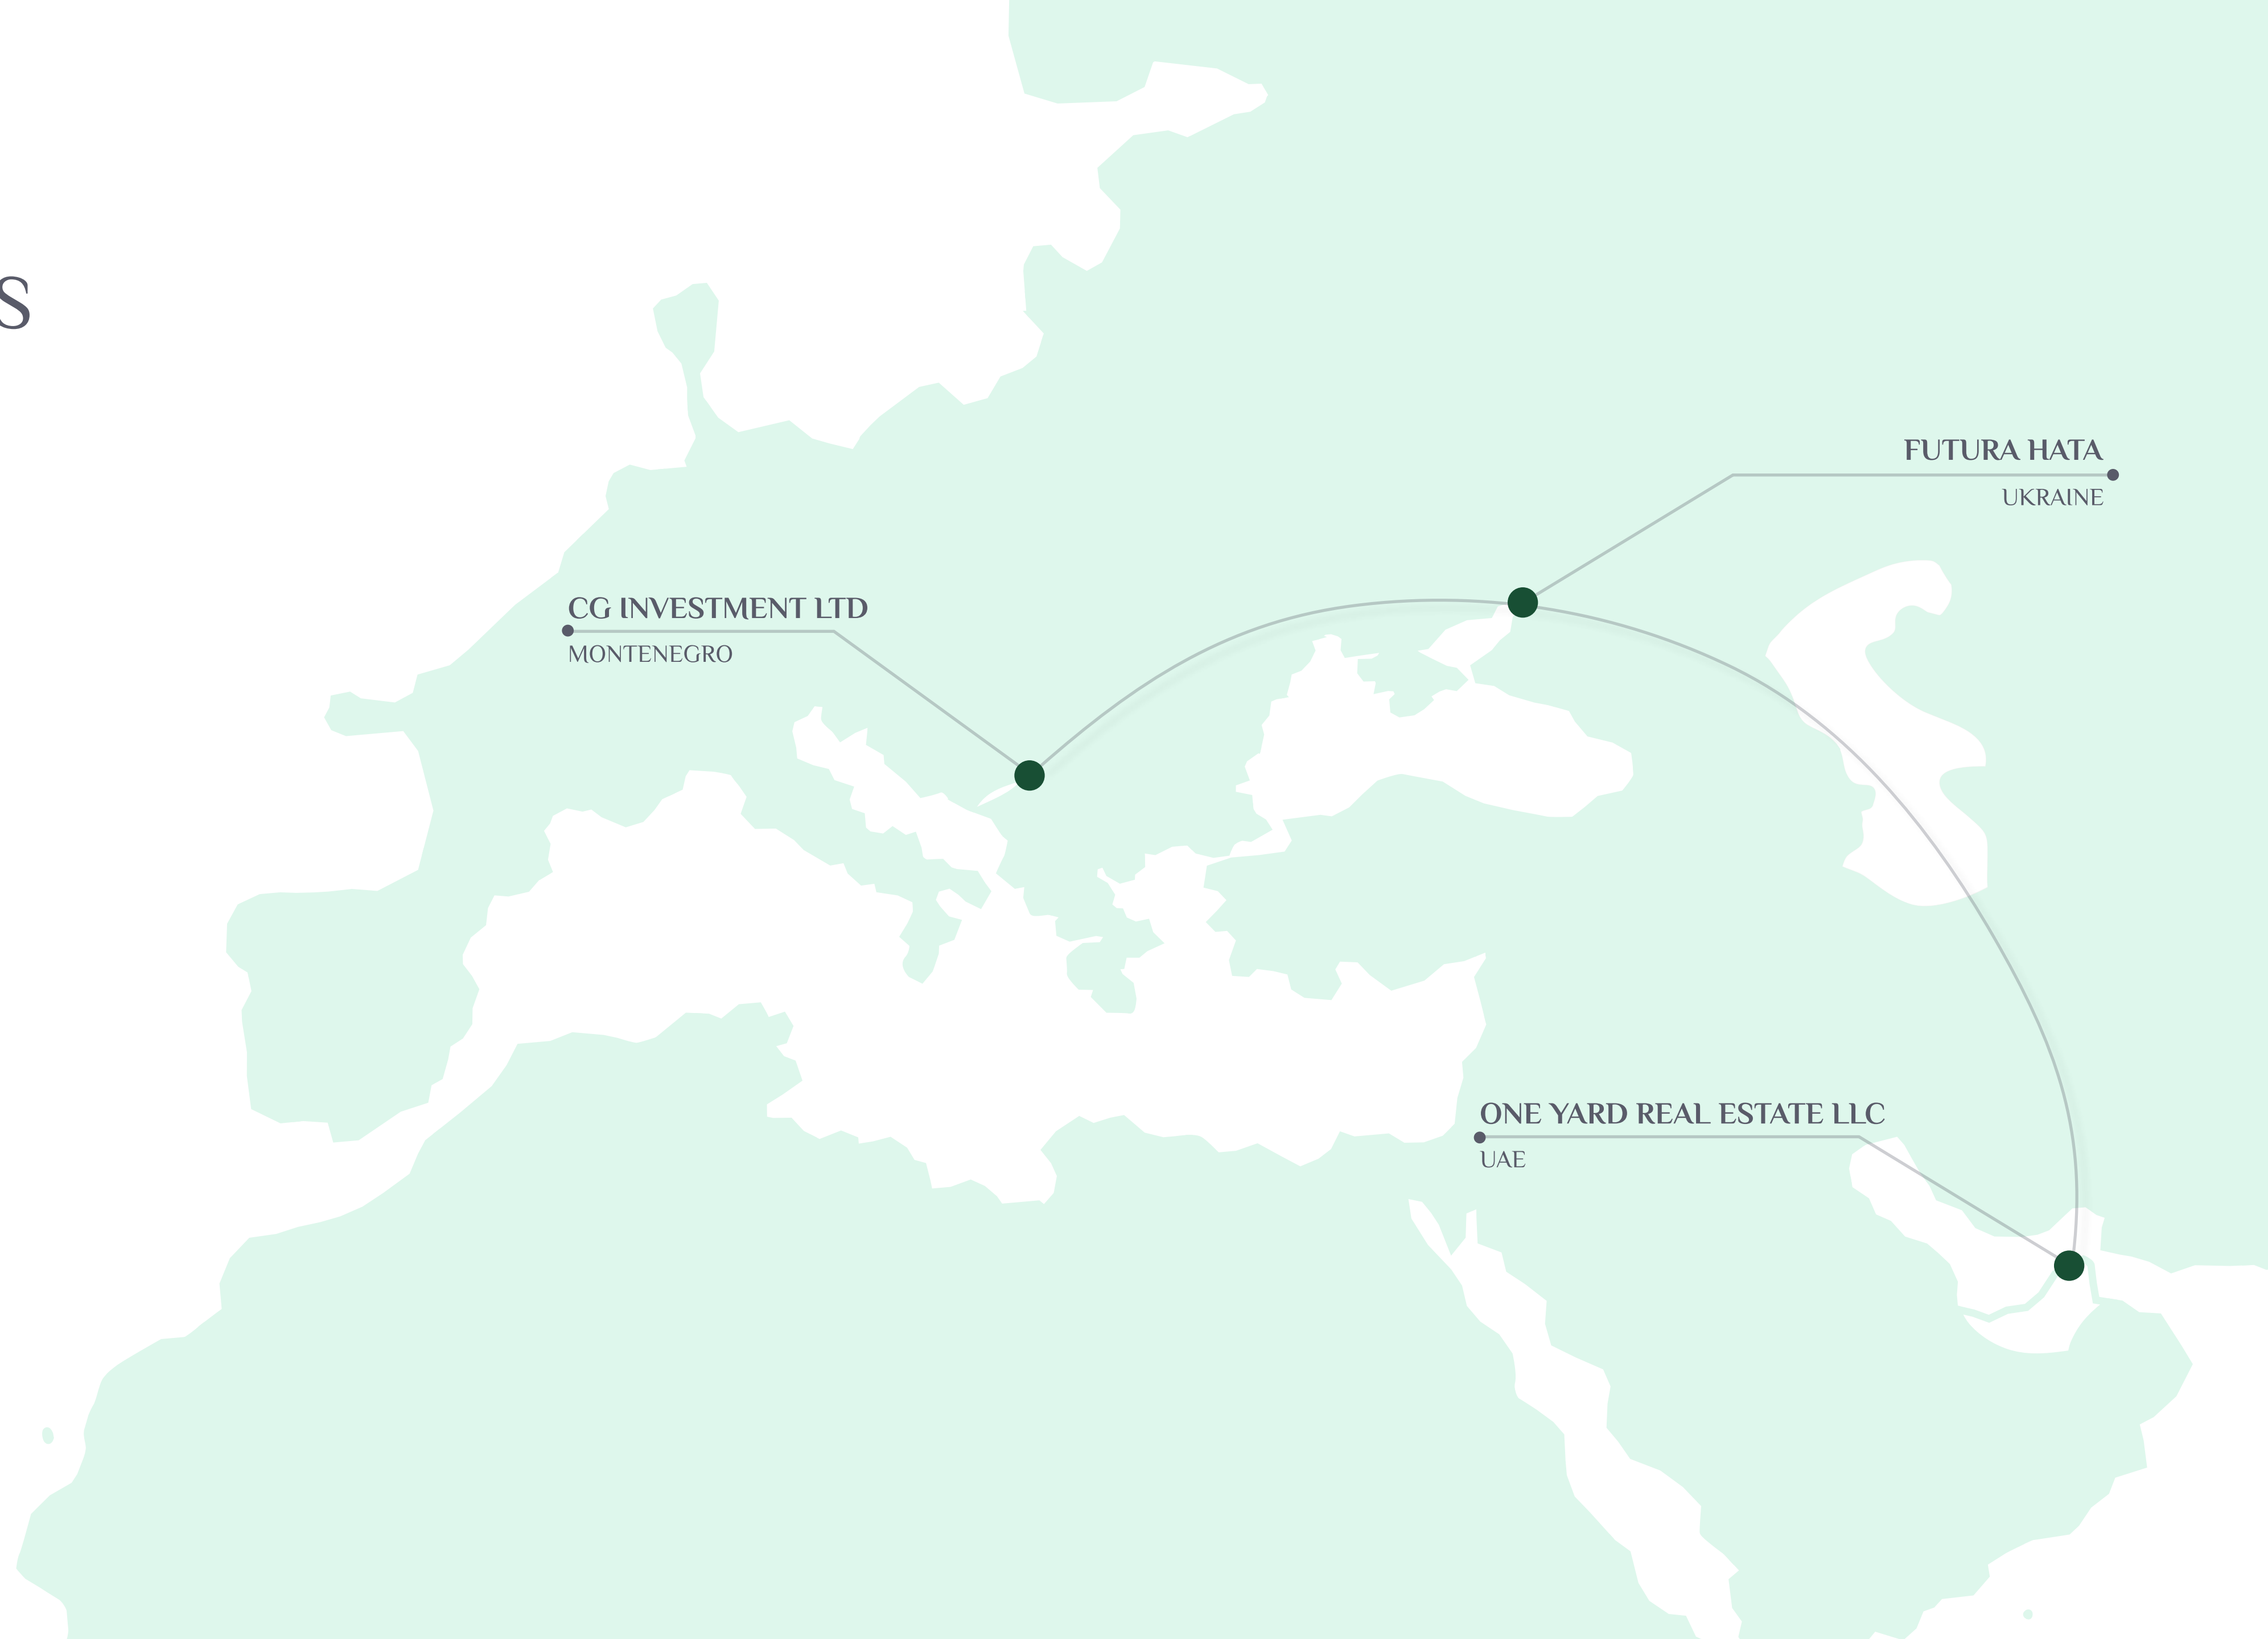 S
FUTURA HATA
UKRAINE
CG INVESTMENT LTD
MONTENEGRO
ONE YARD REAL ESTATE LLC
UAE